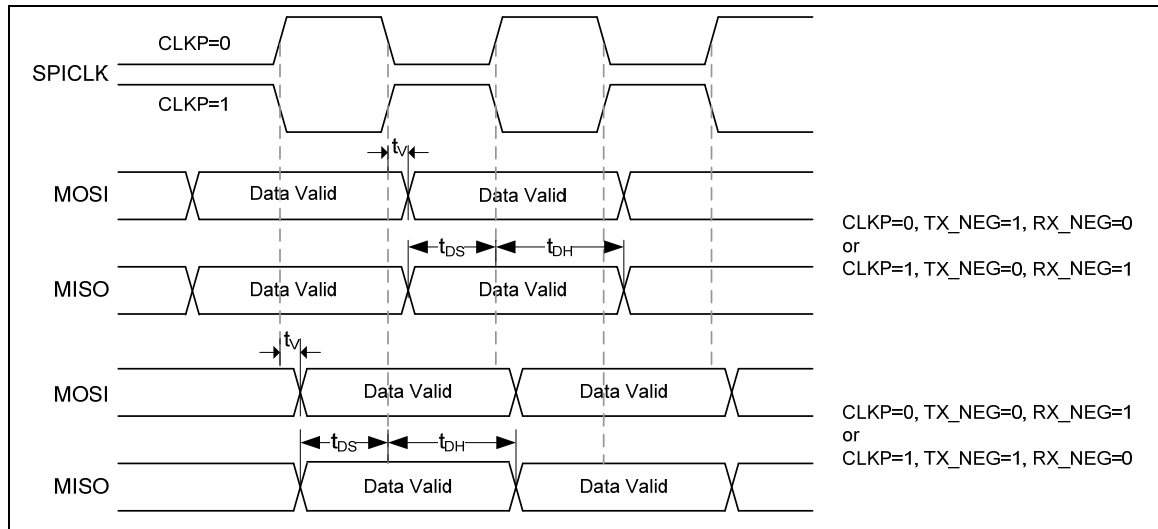 CLKP=0
SPICLK
CLKP=1
tV
MOSI
Data Valid
Data Valid
CLKP=0, TX_NEG=1, RX_NEG=0
or
CLKP=1, TX_NEG=0, RX_NEG=1
tDS
tDH
MISO
Data Valid
Data Valid
tV
MOSI
Data Valid
Data Valid
CLKP=0, TX_NEG=0, RX_NEG=1
or
CLKP=1, TX_NEG=1, RX_NEG=0
tDS
tDH
MISO
Data Valid
Data Valid